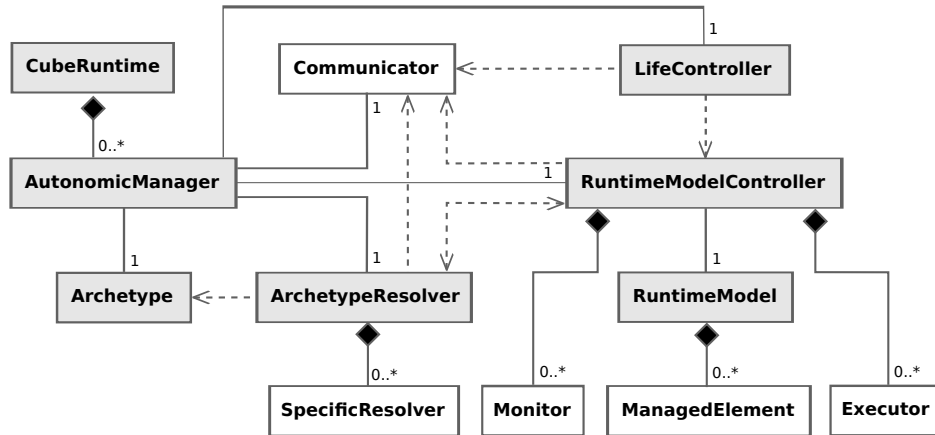 1
CubeRuntime
Communicator
LifeController
1
0..*
AutonomicManager
1
RuntimeModelController
1
1
1
Archetype
ArchetypeResolver
RuntimeModel
0..*
0..*
0..*
0..*
SpecificResolver
Monitor
ManagedElement
Executor